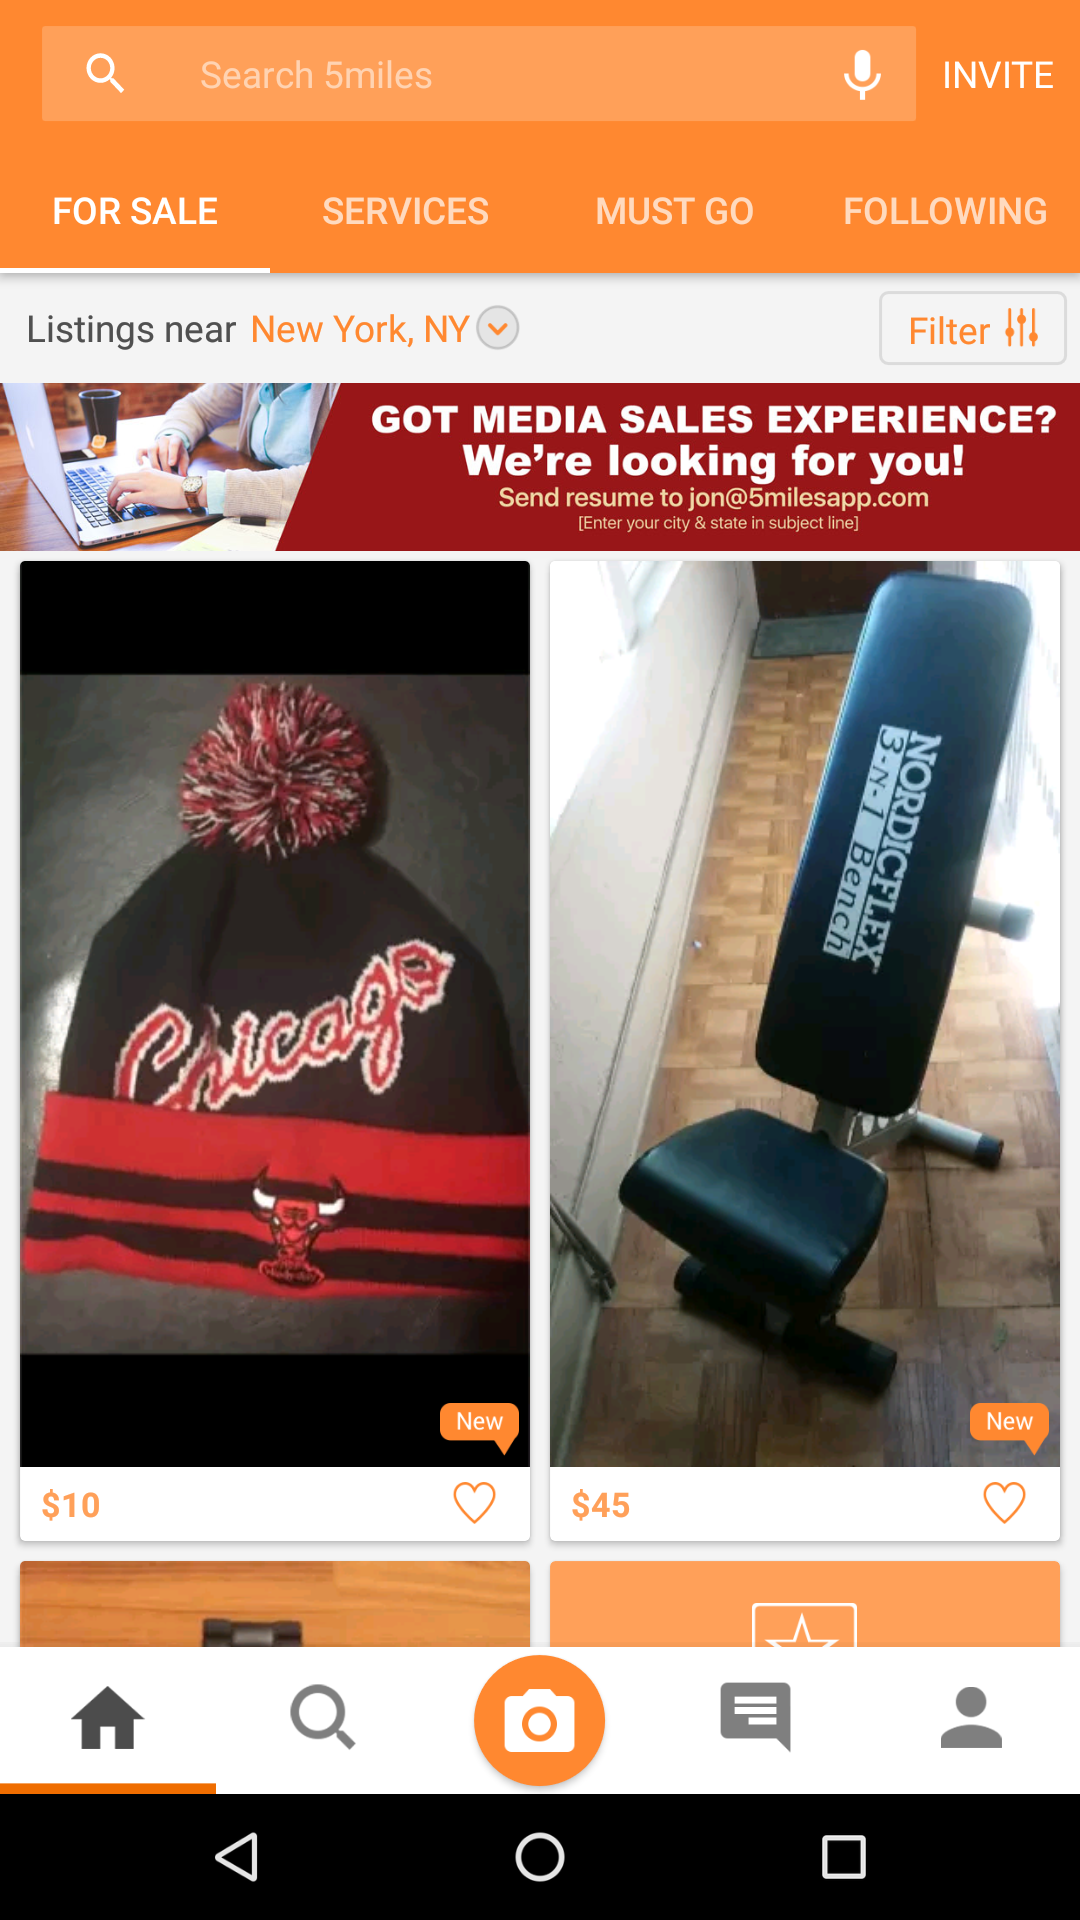 Search 5miles
INVITE
FOR SALE
SERVICES
MUST GO
FOLLOWING
Listings near New York, NY
Filter
GOT MEDIA SALES EXPERIENCE?
We're looking for you!
Send resume to jon@5milesapp.com
[Enter your city & state in subject line]
Chicago
New
$10
NORDICFLEX
3-N-1 Bench
New
$45